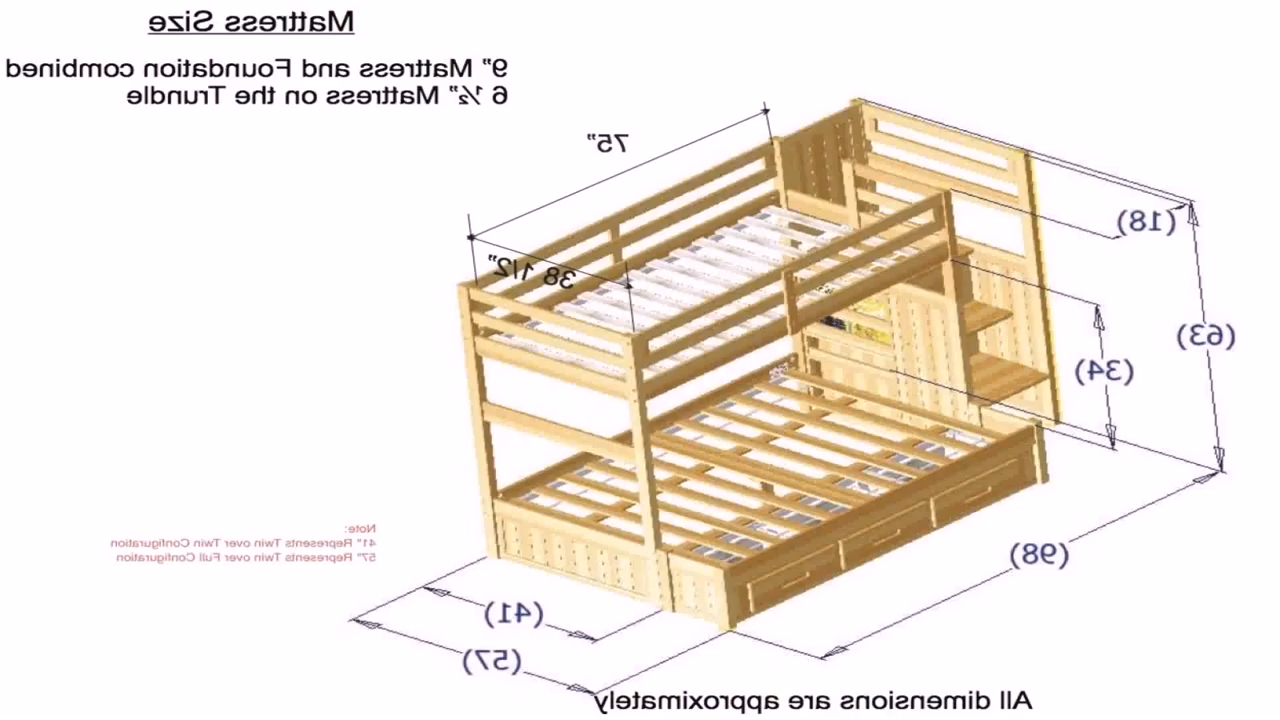 Mattress Size
9” Mattress and Foundation combined
6 ½” Mattress on the Trundle
75”
38 1/2”
(18)
(63)
(34)
(98)
(41)
(57)
Note:
41" Represents Twin over Twin Configuration
57" Represents Twin over Full Configuration
All dimensions are approximately